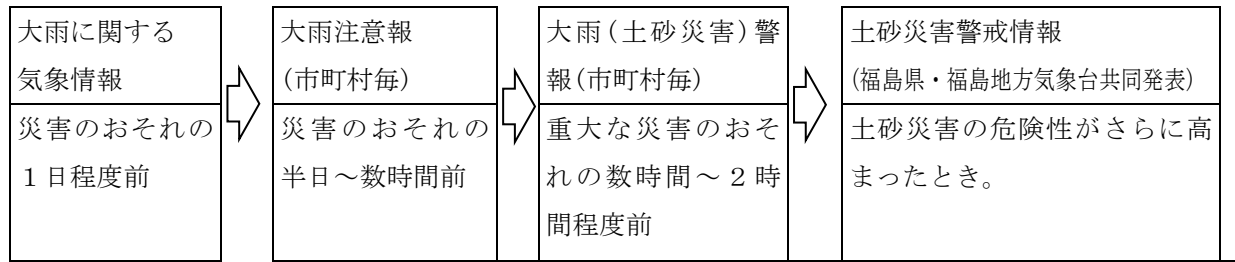 大雨に関する
気象情報
災害のおそれの
１日程度前
大雨注意報
(市町村毎)
災害のおそれの
半日～数時間前
大雨(土砂災害)警
報(市町村毎)
重大な災害のおそ
れの数時間～２時
間程度前
土砂災害警戒情報
(福島県・福島地方気象台共同発表)
土砂災害の危険性がさらに高
まったとき。